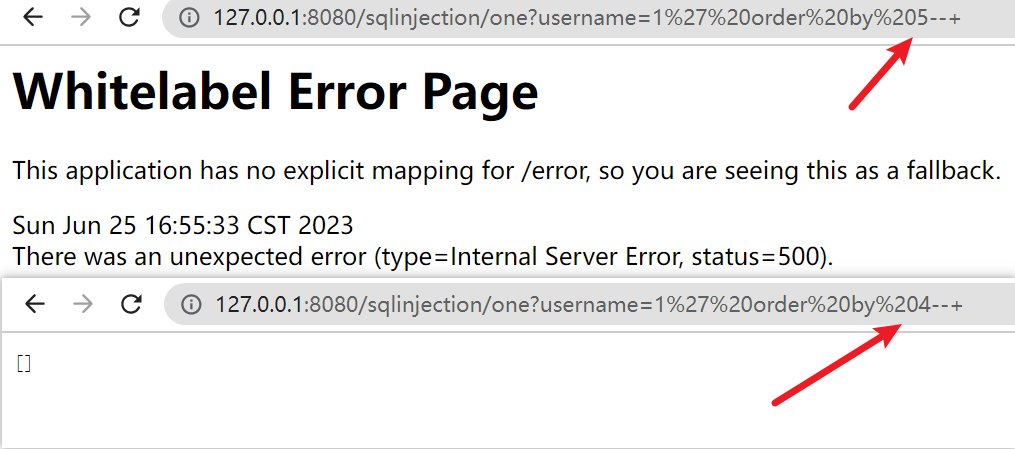 127.0.0.1:8080/sqlinjection/one?username=1%27%20order%20by%205--+
Whitelabel Error Page
This application has no explicit mapping for /error, so you are seeing this as a fallback.
Sun Jun 25 16:55:33 CST 2023
There was an unexpected error (type=Internal Server Error, status=500).
127.0.0.1:8080/sqlinjection/one?username=1%27%20order%20by%204--+
[]